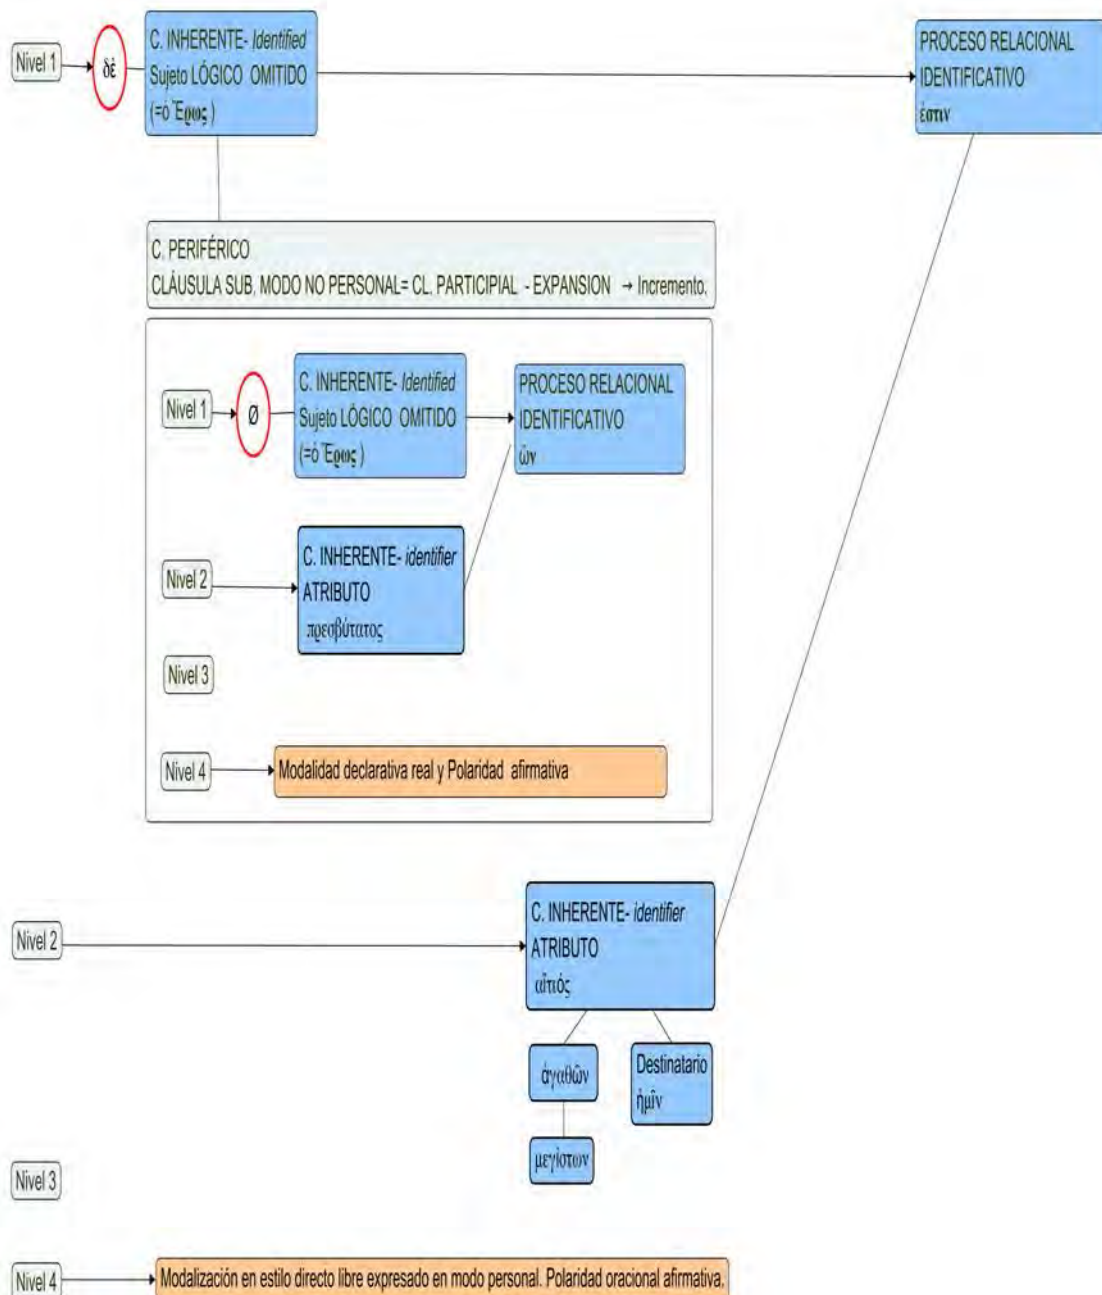 Nivel 1
δέ
C. INHERENTE- Identified
Sujeto LÓGICO OMITIDO
(=ὁ Ἔρως )
PROCESO RELACIONAL
IDENTIFICATIVO
ἐστιν
C. PERIFÉRICO
CLÁUSULA SUB. MODO NO PERSONAL= CL. PARTICIPIAL - EXPANSION → Incremento.
Nivel 1
Ø
C. INHERENTE- Identified
Sujeto LÓGICO OMITIDO
(=ὁ Ἔρως )
PROCESO RELACIONAL
IDENTIFICATIVO
ὢν
Nivel 2
C. INHERENTE- identifier
ATRIBUTO
πρεσβύτατος
Nivel 3
Nivel 4
Modalidad declarativa real y Polaridad afirmativa
Nivel 2
C. INHERENTE- identifier
ATRIBUTO
αἴτιός
ἀγαθῶν
Destinatario
ἡμῖν
μεγίστων
Nivel 3
Nivel 4
Modalización en estilo directo libre expresado en modo personal. Polaridad oracional afirmativa.